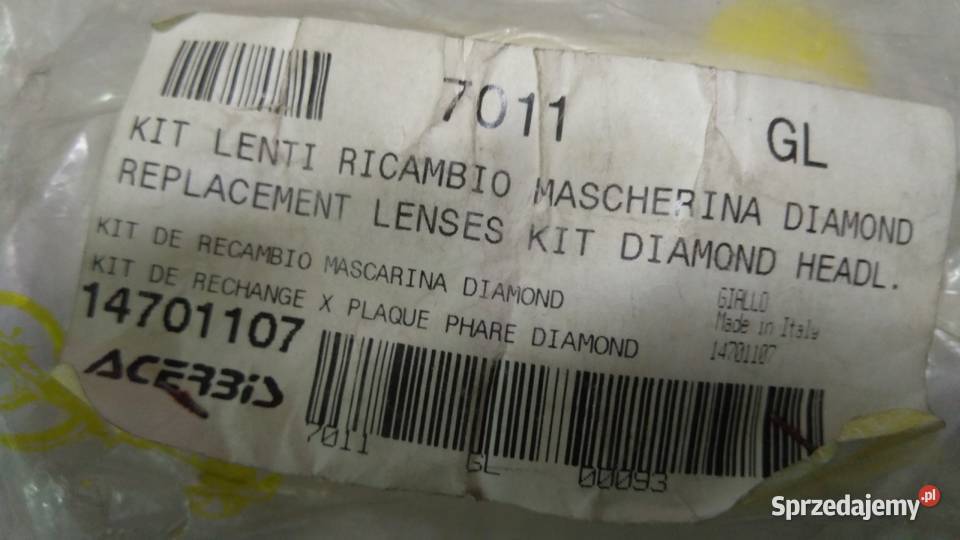 7011 GL
KIT LENTI RICAMBIO MASCHERINA DIAMOND
REPLACEMENT LENSES KIT DIAMOND HEADL.
KIT DE RECAMBIO MASCARINA DIAMOND
KIT DE RECHANGE X PLAQUE PHARE DIAMOND
GIALLO
Made in Italy
14701107
14701107
ACERBIS
7011 GL 00093
Sprzedajemy.pl